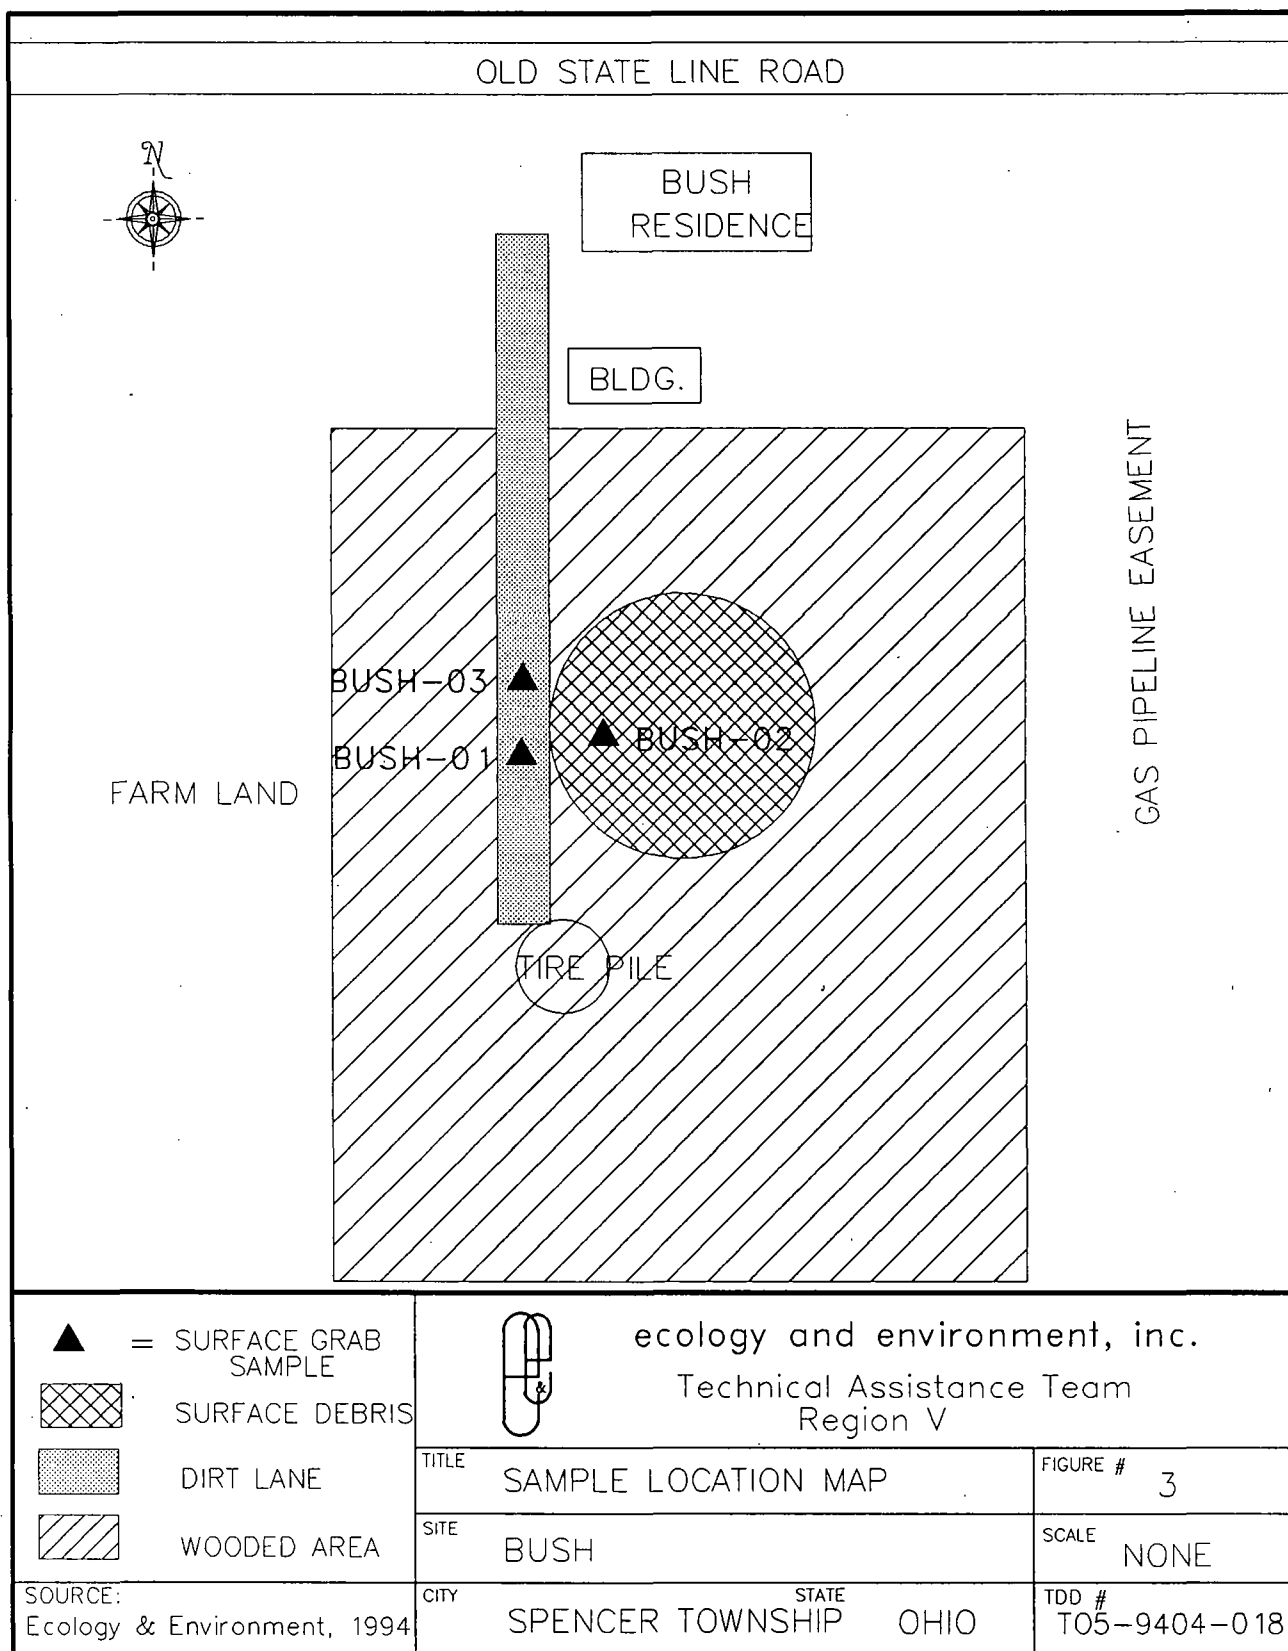 OLD STATE LINE ROAD
N
BUSH
RESIDENCE
BLDG.
GAS PIPELINE EASEMENT
BUSH-03
BUSH-02
BUSH-01
FARM LAND
TIRE PILE
= SURFACE GRAB
SAMPLE
SURFACE DEBRIS
DIRT LANE
WOODED AREA
SOURCE:
Ecology & Environment, 1994
&
ecology and environment, inc.
Technical Assistance Team
Region V
TITLE
SAMPLE LOCATION MAP
FIGURE #
3
SITE
BUSH
SCALE
NONE
CITY
SPENCER TOWNSHIP
STATE
OHIO
TDD #
T05-9404-018